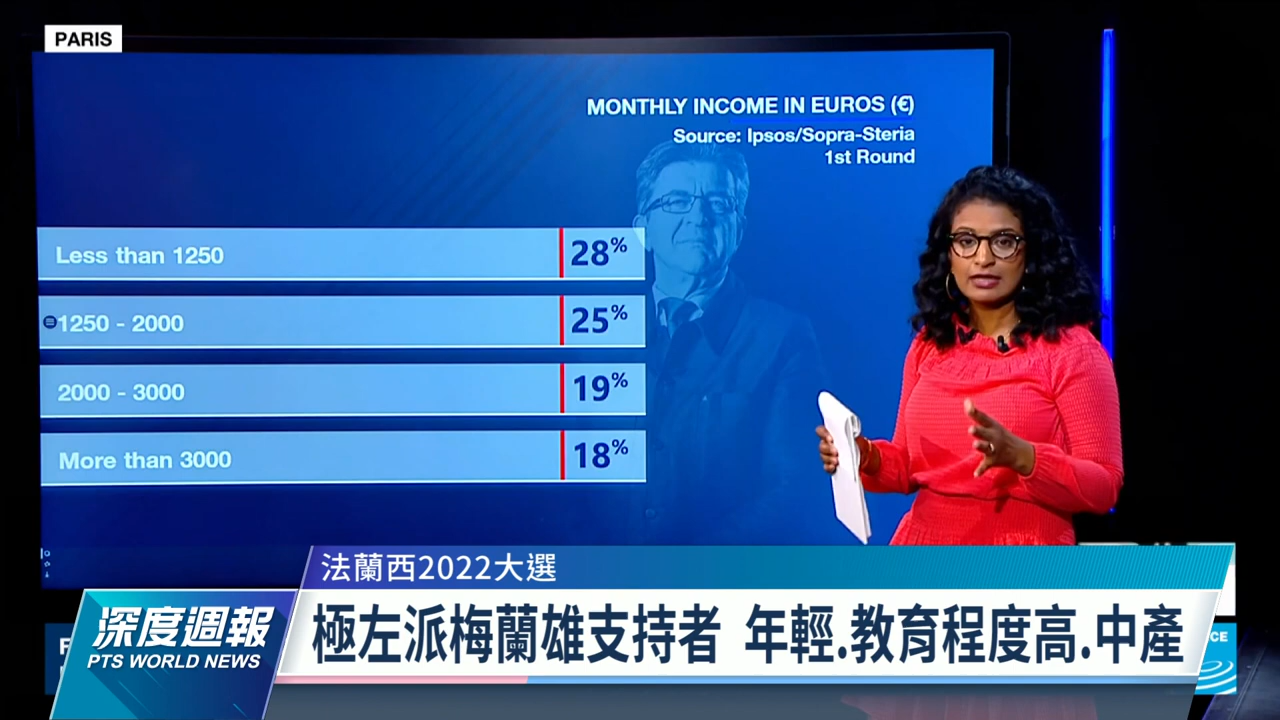 PARIS
MONTHLY INCOME IN EUROS (€)
Source: Ipsos/Sopra-Steria
1st Round
Less than 1250 28%
1250 - 2000 25%
2000 - 3000 19%
More than 3000 18%
法蘭西2022大選
極左派梅蘭雄支持者 年輕.教育程度高.中產
深度週報
PTS WORLD NEWS